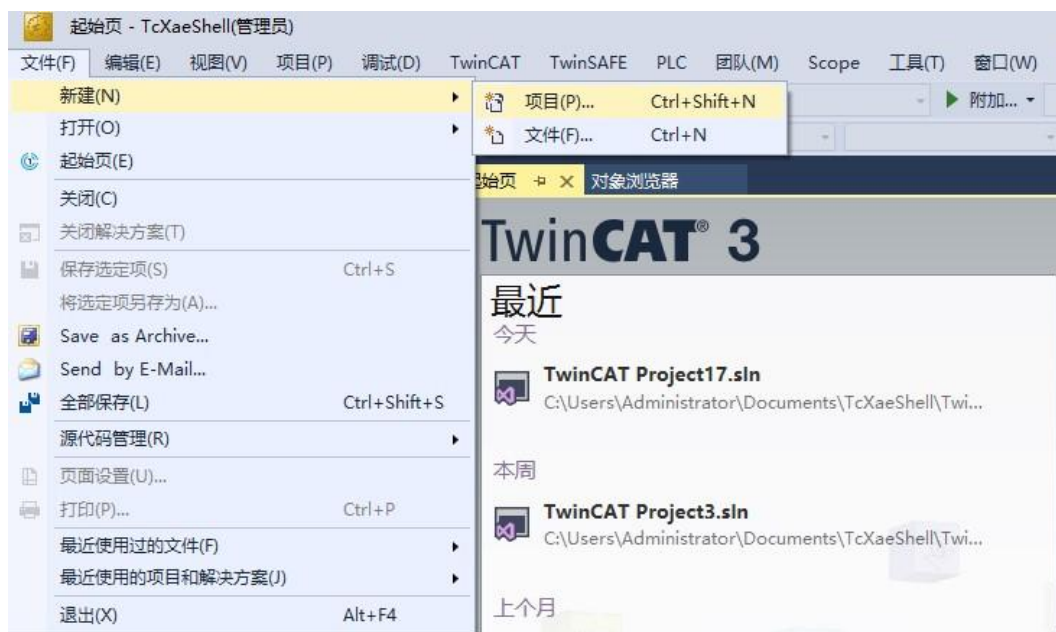 起始页 - TcXaeShell(管理员)
文件(F) 编辑(E) 视图(V) 项目(P) 调试(D) TwinCAT TwinSAFE PLC 团队(M) Scope 工具(T) 窗口(W)
新建(N)
项目(P)... Ctrl+Shift+N
附加...
打开(O)
文件(F)... Ctrl+N
起始页(E)
始页 对象浏览器
关闭(C)
关闭解决方案(T)
TwinCAT® 3
保存选定项(S) Ctrl+S
将选定项另存为(A)...
最近
今天
Save as Archive...
Send by E-Mail...
TwinCAT Project17.sln
全部保存(L) Ctrl+Shift+S
C:\Users\Administrator\Documents\TcXaeShell\Twi...
源代码管理(R)
页面设置(U)...
本周
打印(P)... Ctrl+P
TwinCAT Project3.sln
最近使用过的文件(F)
C:\Users\Administrator\Documents\TcXaeShell\Twi...
最近使用的项目和解决方案(J)
退出(X) Alt+F4
上个月